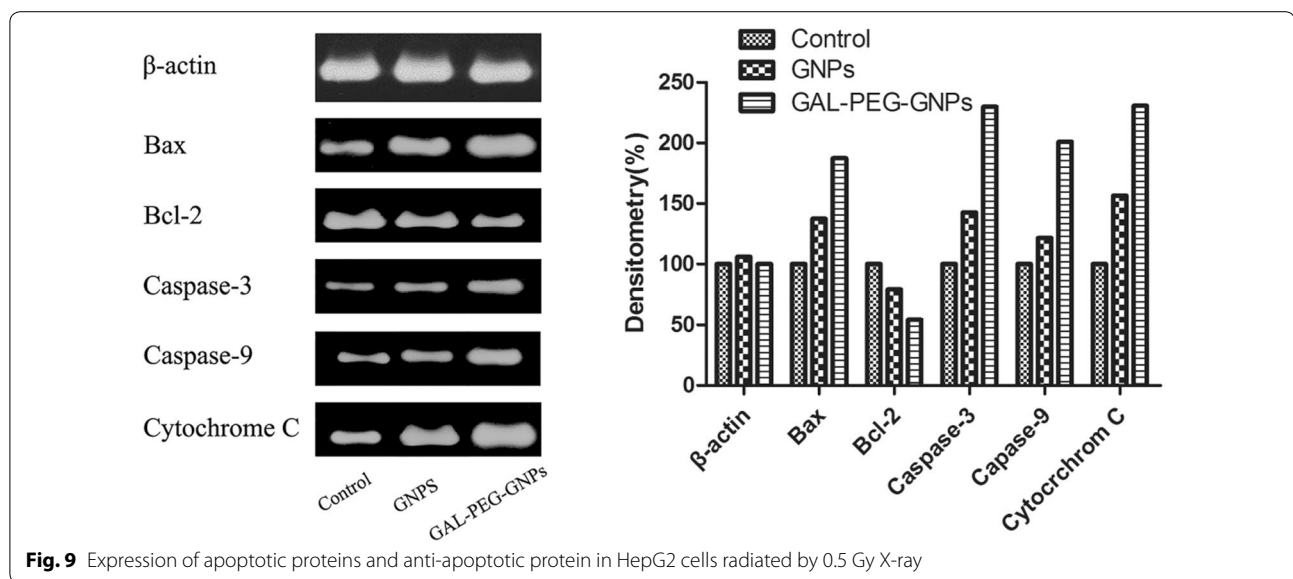 β-actin
Bax
Bcl-2
Caspase-3
Caspase-9
Cytochrome C
Control
GNPS
GAL-PEG-GNPs
Control
GNPs
GAL-PEG-GNPs
Densitometry(%)
250
200
150
100
50
0
β-actin
Bax
Bcl-2
Caspase-3
Capase-9
Cytocrchrom C
Fig. 9 Expression of apoptotic proteins and anti-apoptotic protein in HepG2 cells radiated by 0.5 Gy X-ray